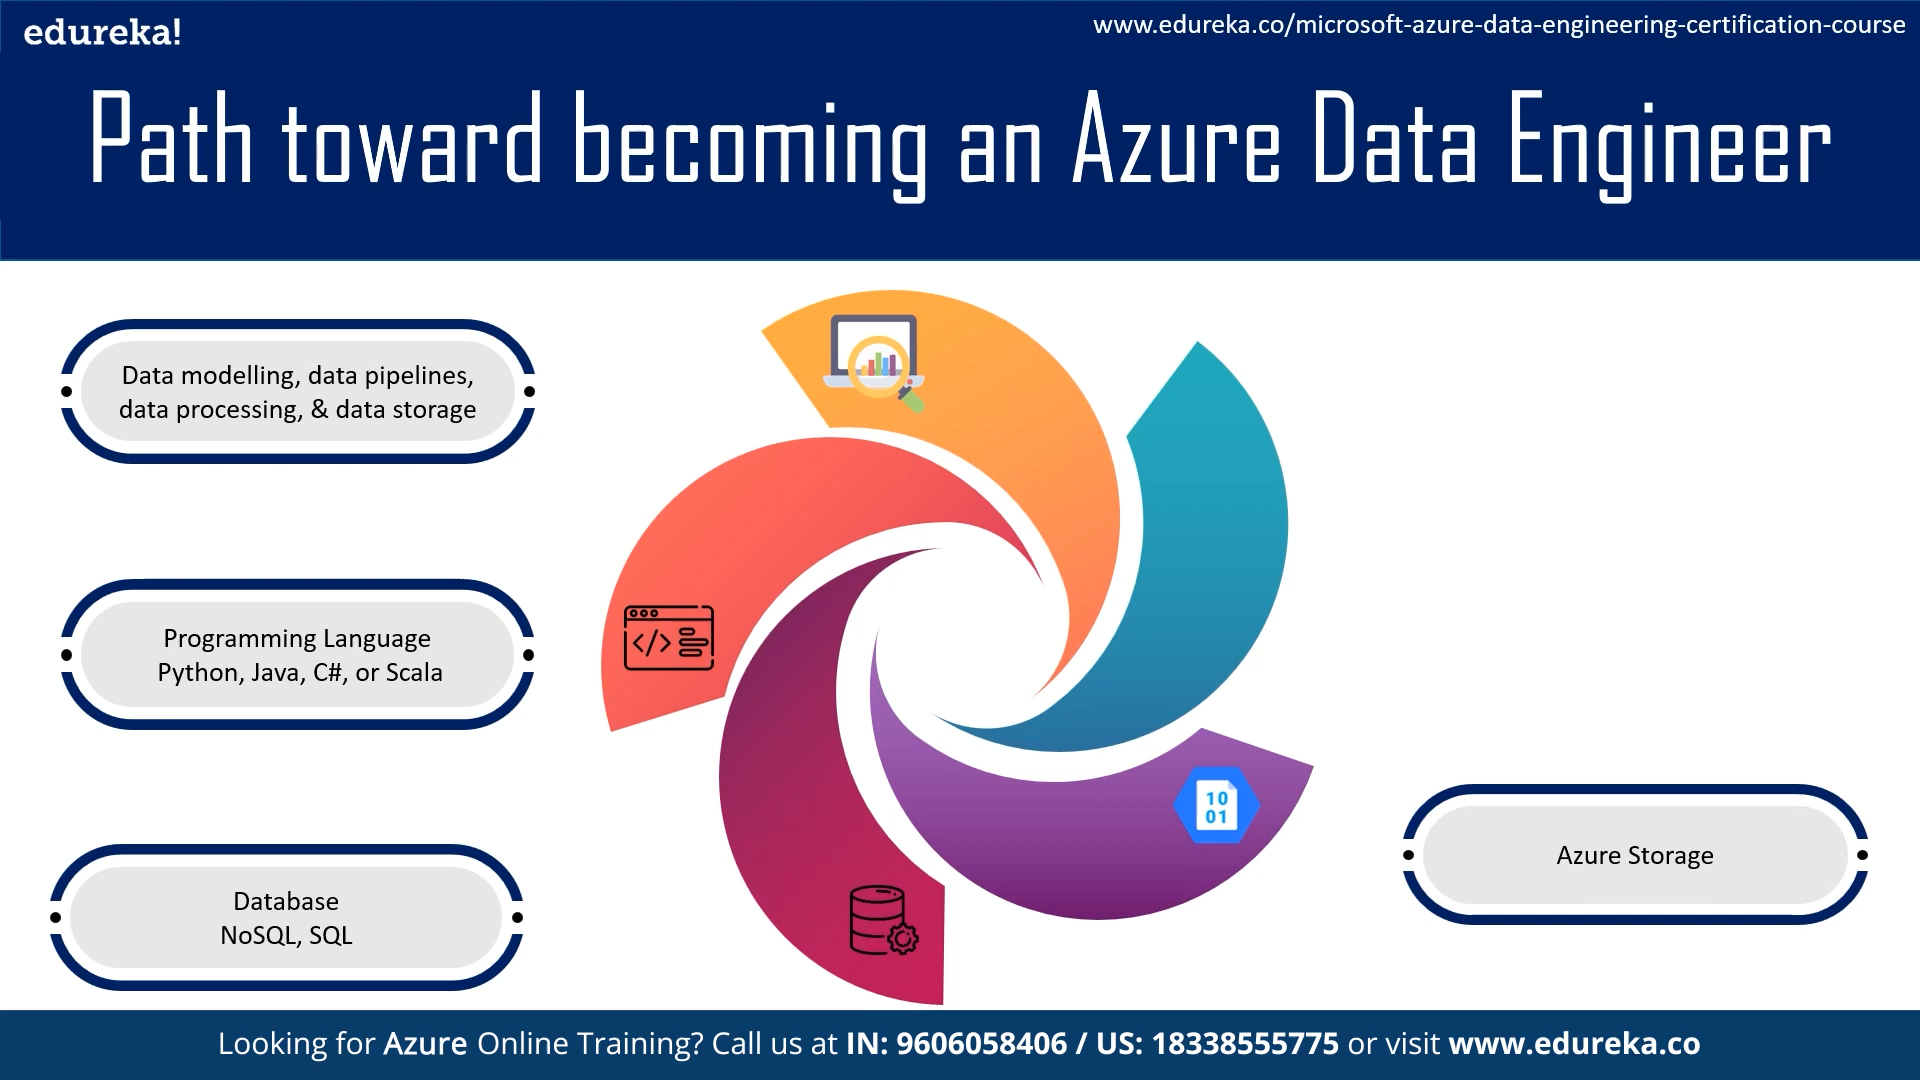 edureka!
www.edureka.co/microsoft-azure-data-engineering-certification-course
Path toward becoming an Azure Data Engineer
Data modelling, data pipelines,
data processing, & data storage
Programming Language
Python, Java, C#, or Scala
</>
Database
NoSQL, SQL
10
01
Azure Storage
Looking for Azure Online Training? Call us at IN: 9606058406 / US: 18338555775 or visit www.edureka.co